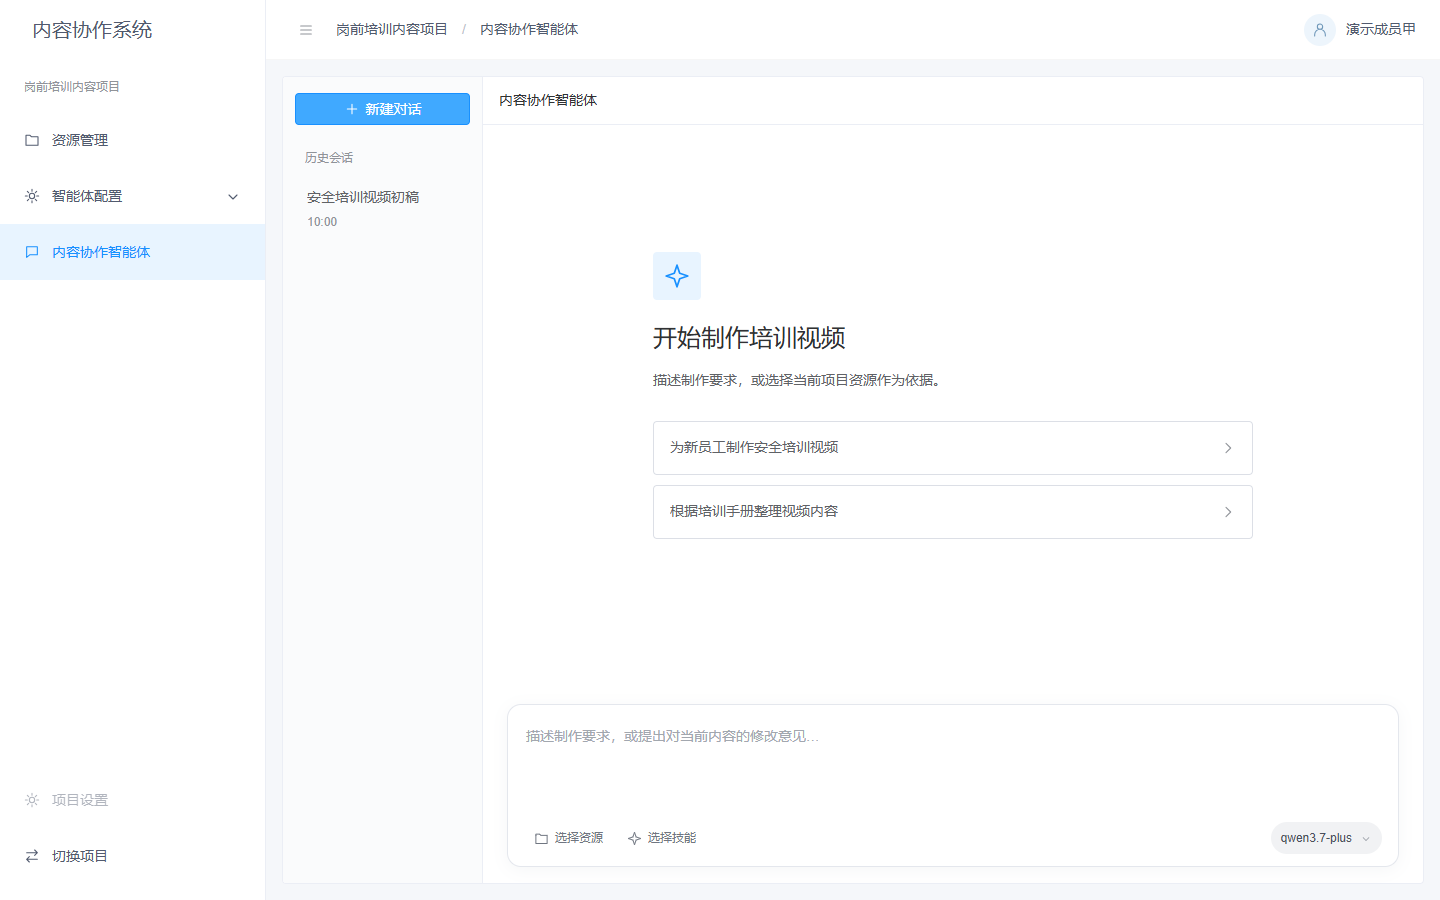 内容协作系统
岗前培训内容项目 / 内容协作智能体
演示成员甲
岗前培训内容项目
资源管理
智能体配置
内容协作智能体
项目设置
切换项目
新建对话
历史会话
安全培训视频初稿
10:00
内容协作智能体
开始制作培训视频
描述制作要求，或选择当前项目资源作为依据。
为新员工制作安全培训视频
根据培训手册整理视频内容
描述制作要求，或提出对当前内容的修改意见...
选择资源
选择技能
qwen3.7-plus